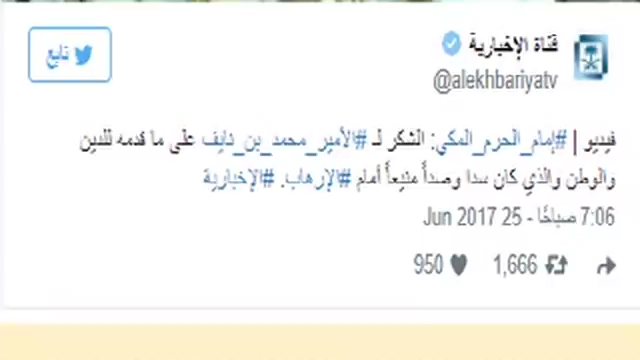 قناة الإخبارية
@alekhbariyatv
تابع
فيديو | #إمام_الحرم_المكي: الشكر لـ #الأمير_محمد_بن_نايف على ما قدمه للدين
والوطن والذي كان سدا وصداً منيعاً أمام #الإرهاب. #الإخبارية
7:06 صباحًا - 25 Jun 2017
1,666 950